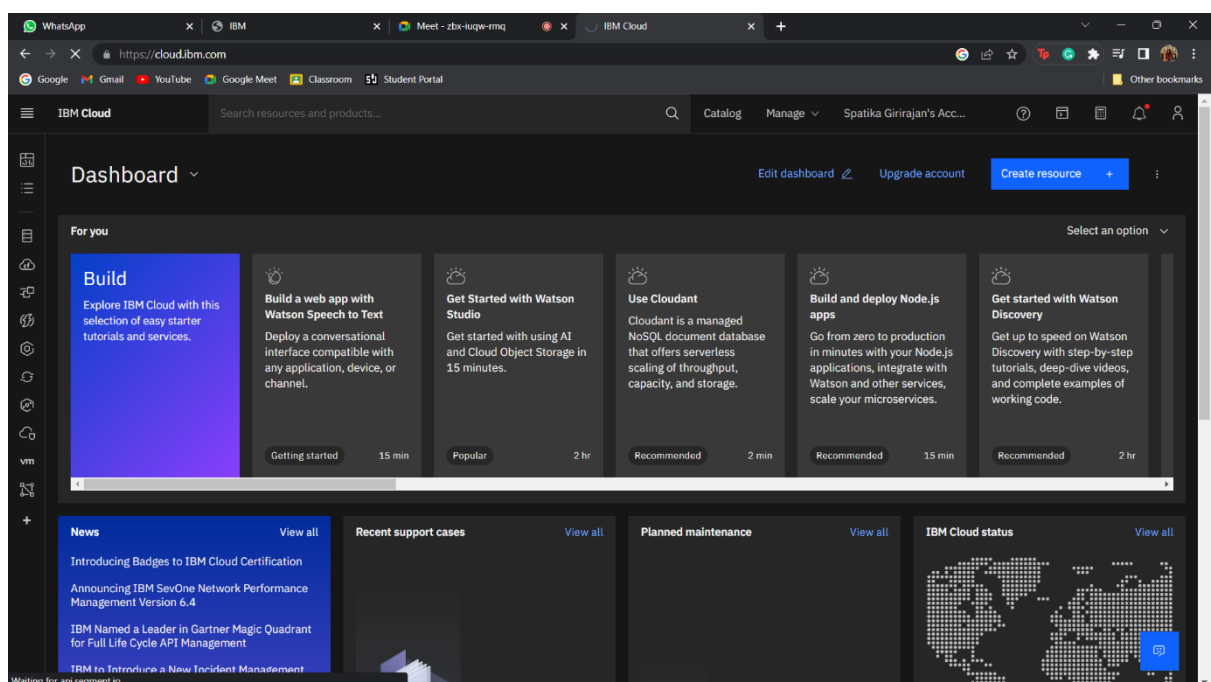 WhatsApp
IBM
Meet - zbx-iuqw-rmq
IBM Cloud
https://cloud.ibm.com
Google
Gmail
YouTube
Google Meet
Classroom
Student Portal
Other bookmarks
IBM Cloud
Search resources and products...
Catalog
Manage
Spatika Girirajan's Acc...
Dashboard
Edit dashboard
Upgrade account
Create resource +
For you
Select an option
Build
Explore IBM Cloud with this
selection of easy starter
tutorials and services.
Build a web app with
Watson Speech to Text
Deploy a conversational
interface compatible with
any application, device, or
channel.
Getting started
15 min
Get Started with Watson
Studio
Get started with using AI
and Cloud Object Storage in
15 minutes.
Popular
2 hr
Use Cloudant
Cloudant is a managed
NoSQL document database
that offers serverless
scaling of throughput,
capacity, and storage.
Recommended
2 min
Build and deploy Node.js
apps
Go from zero to production
in minutes with your Node.js
applications, integrate with
Watson and other services,
scale your microservices.
Recommended
15 min
Get started with Watson
Discovery
Get up to speed on Watson
Discovery with step-by-step
tutorials, deep-dive videos,
and complete examples of
working code.
Recommended
2 hr
vm
News
View all
Introducing Badges to IBM Cloud Certification
Announcing IBM SevOne Network Performance
Management Version 6.4
IBM Named a Leader in Gartner Magic Quadrant
for Full Life Cycle API Management
IBM to Introduce a New Incident Management
Recent support cases
View all
Planned maintenance
View all
IBM Cloud status
View all
Waiting for api.segment.io